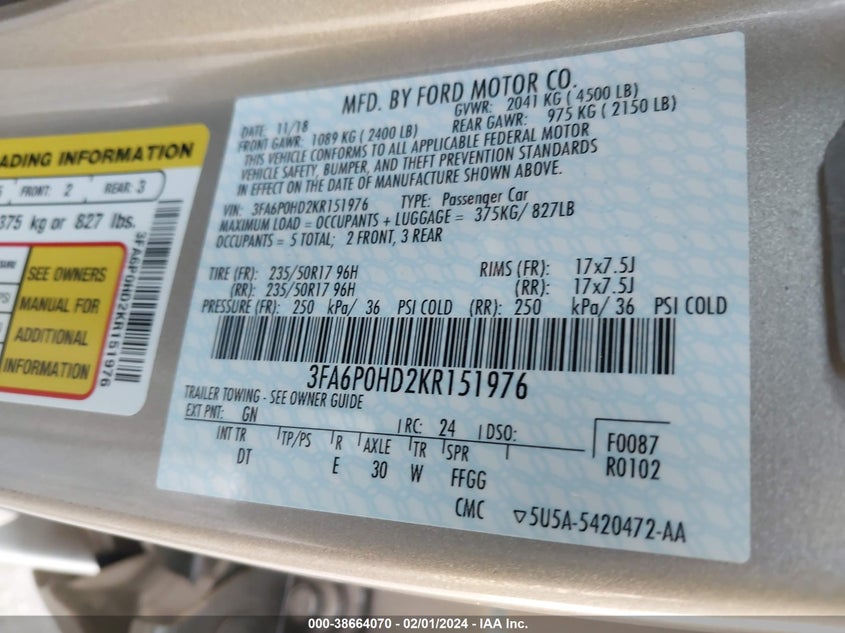 MFD. BY FORD MOTOR CO.
DATE: 11/18 GVWR: 2041 KG ( 4500 LB)
FRONT GAWR: 1089 KG ( 2400 LB) REAR GAWR: 975 KG ( 2150 LB)
THIS VEHICLE CONFORMS TO ALL APPLICABLE FEDERAL MOTOR
VEHICLE SAFETY, BUMPER, AND THEFT PREVENTION STANDARDS
IN EFFECT ON THE DATE OF MANUFACTURE SHOWN ABOVE.
VIN: 3FA6P0HD2KR151976 TYPE: Passenger Car
MAXIMUM LOAD = OCCUPANTS + LUGGAGE = 375KG/ 827LB
OCCUPANTS = 5 TOTAL; 2 FRONT, 3 REAR
TIRE (FR): 235/50R17 96H RIMS (FR): 17x7.5J
(RR): 235/50R17 96H (RR): 17x7.5J
PRESSURE (FR): 250 kPa/ 36 PSI COLD (RR): 250 kPa/ 36 PSI COLD
3FA6P0HD2KR151976
TRAILER TOWING - SEE OWNER GUIDE
EXT PNT: GN RC: 24 DSO:
INT TR TP/PS R AXLE TR SPR
DT E 30 W FFGG
F0087
R0102
CMC ▽5U5A-5420472-AA
ADING INFORMATION
FRONT: 2 REAR: 3
375 kg or 827 lbs.
SEE OWNERS
MANUAL FOR
ADDITIONAL
INFORMATION
3FA6P0HD2KR151976
000-38664070 - 02/01/2024 - IAA Inc.